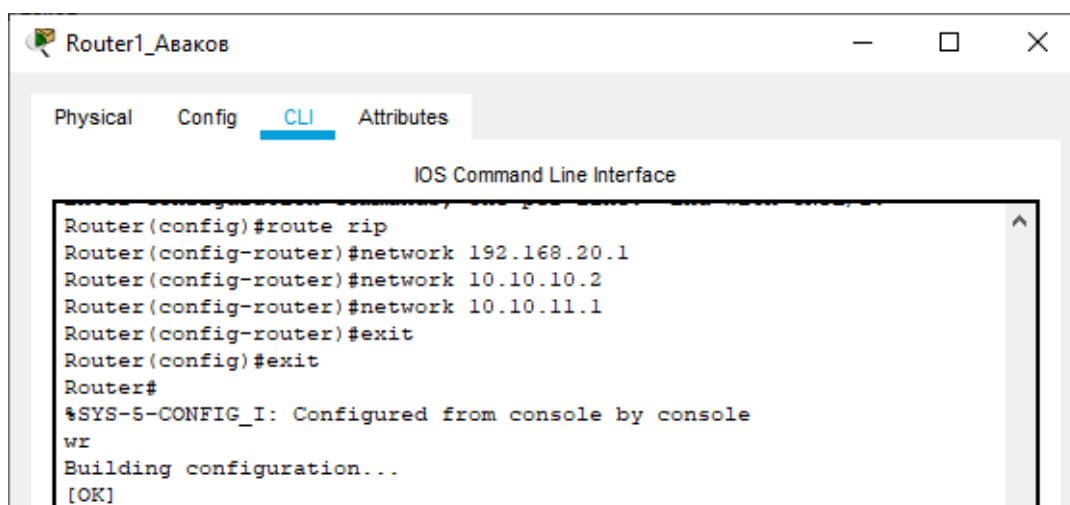 Router1_Аваков
Physical Config CLI Attributes
IOS Command Line Interface
Router(config)#route rip
Router(config-router)#network 192.168.20.1
Router(config-router)#network 10.10.10.2
Router(config-router)#network 10.10.11.1
Router(config-router)#exit
Router(config)#exit
Router#
%SYS-5-CONFIG_I: Configured from console by console
wr
Building configuration...
[OK]